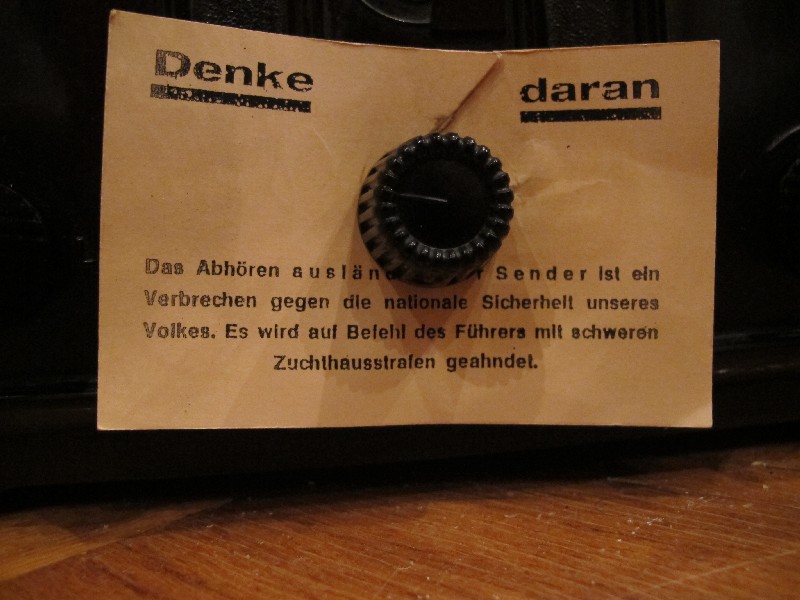 Denke daran
Das Abhören auslän r Sender ist ein
Verbrechen gegen die nationale Sicherheit unseres
Volkes. Es wird auf Befehl des Führers mit schweren
Zuchthausstrafen geahndet.